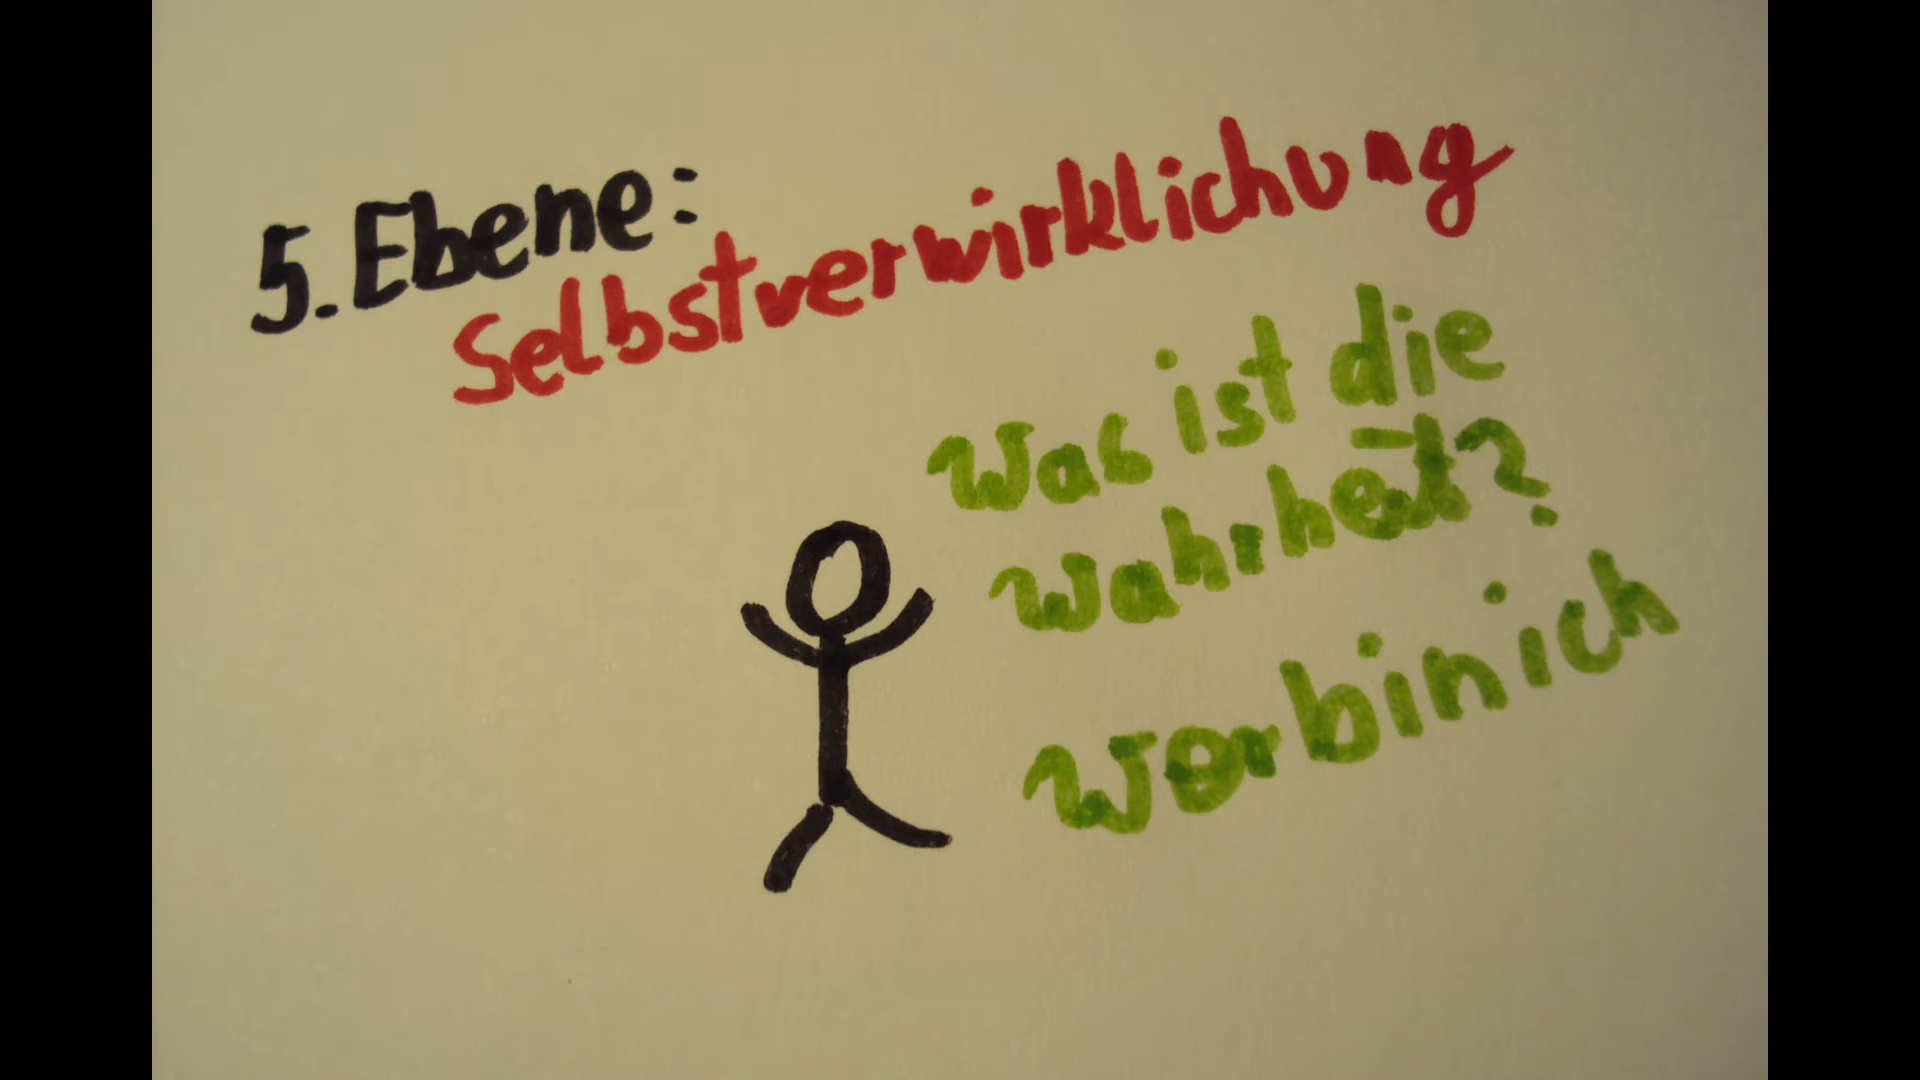 5. Ebene:
Selbstverwirklichung
Was ist die
Wahrheit?
Wer bin ich